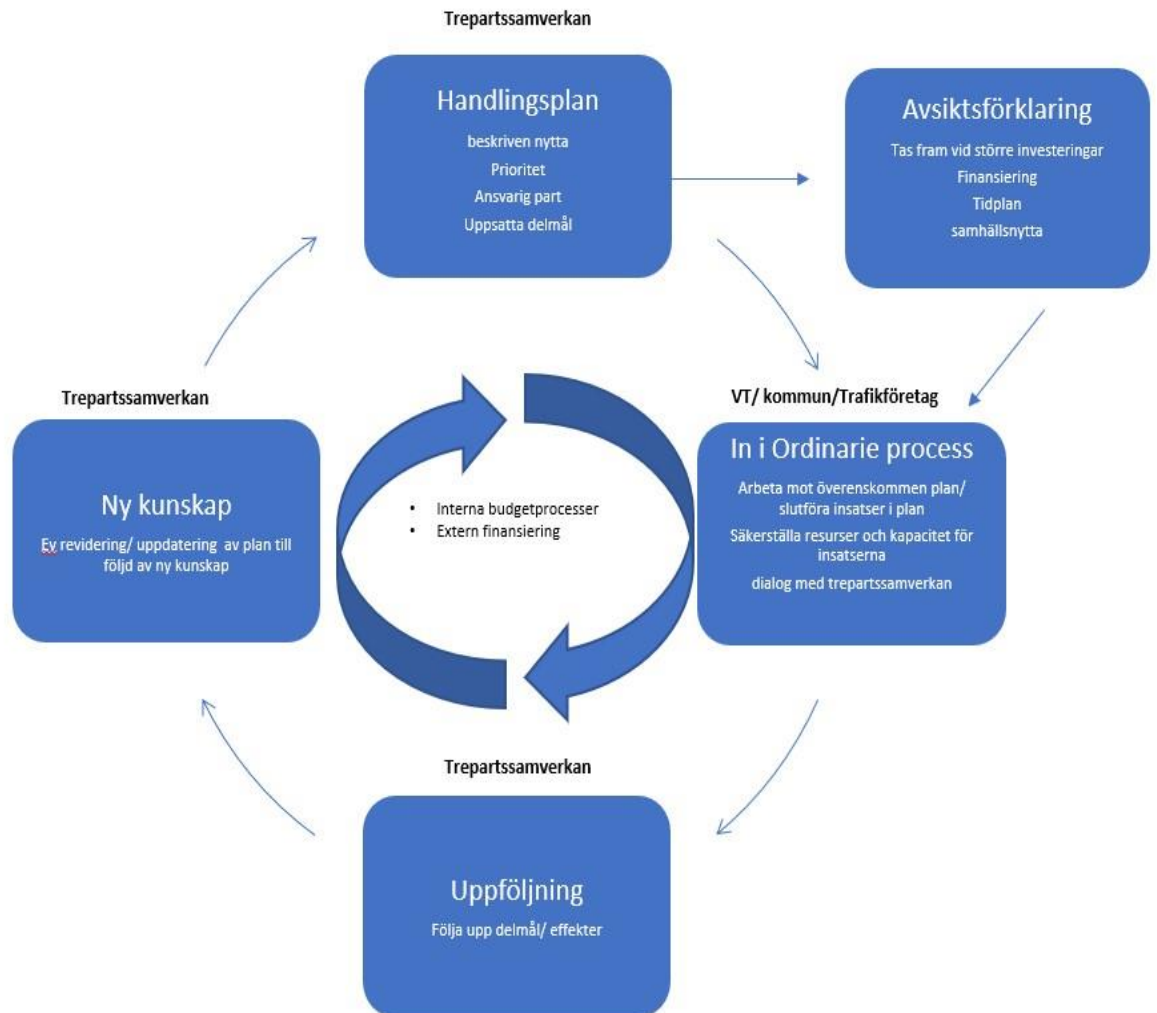 Trepartssamverkan
Handlingsplan
beskriven nytta
Prioritet
Ansvarig part
Uppsatta delmål
Avsiktsförklaring
Tas fram vid större investeringar
Finansiering
Tidplan
samhällsnytta
Trepartssamverkan
Ny kunskap
Ev revidering/ uppdatering av plan till
följd av ny kunskap
• Interna budgetprocesser
• Extern finansiering
VT/ kommun/Trafikföretag
In i Ordinarie process
Arbeta mot överenskommen plan/
slutföra insatser i plan
Säkerställa resurser och kapacitet för
insatserna
dialog med trepartssamverkan
Trepartssamverkan
Uppföljning
Följa upp delmål/ effekter